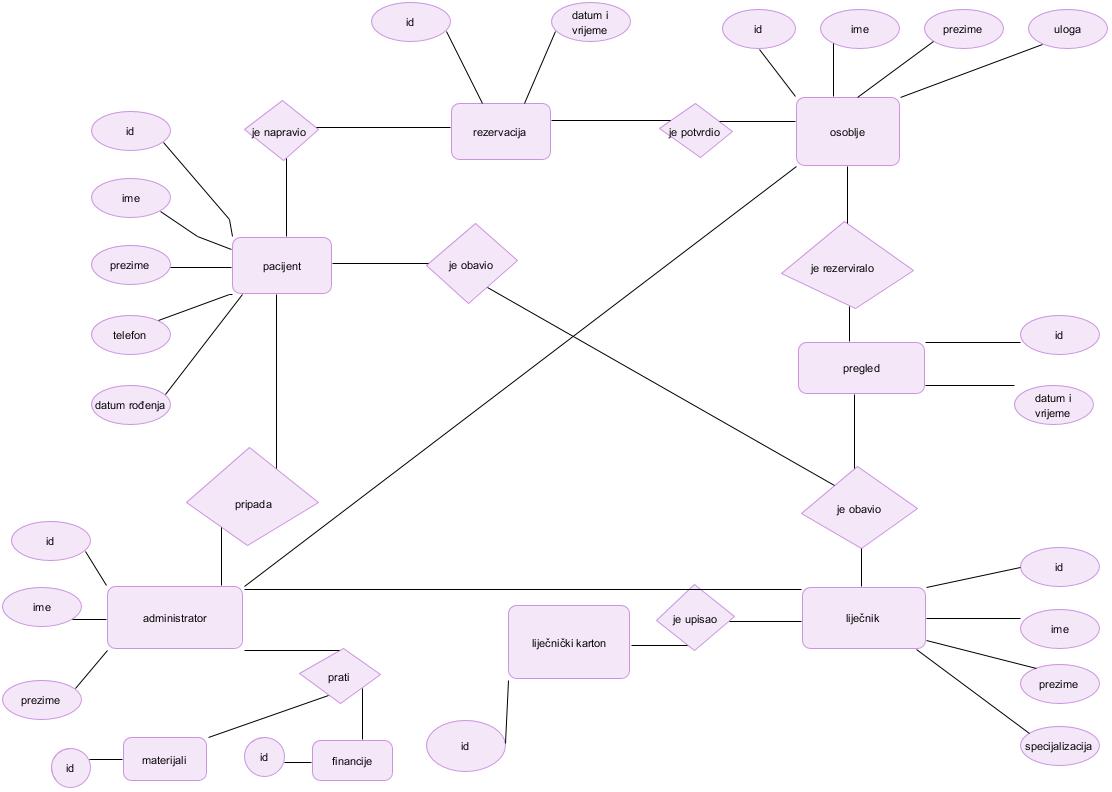 id
datum i
vrijeme
id
ime
prezime
uloga
id
je napravio
rezervacija
je potvrdio
osoblje
ime
prezime
pacijent
je obavio
je rezerviralo
telefon
id
pregled
datum rođenja
datum i
vrijeme
pripada
je obavio
id
id
ime
administrator
liječnički karton
je upisao
liječnik
ime
prezime
prati
prezime
id
materijali
id
financije
id
specijalizacija